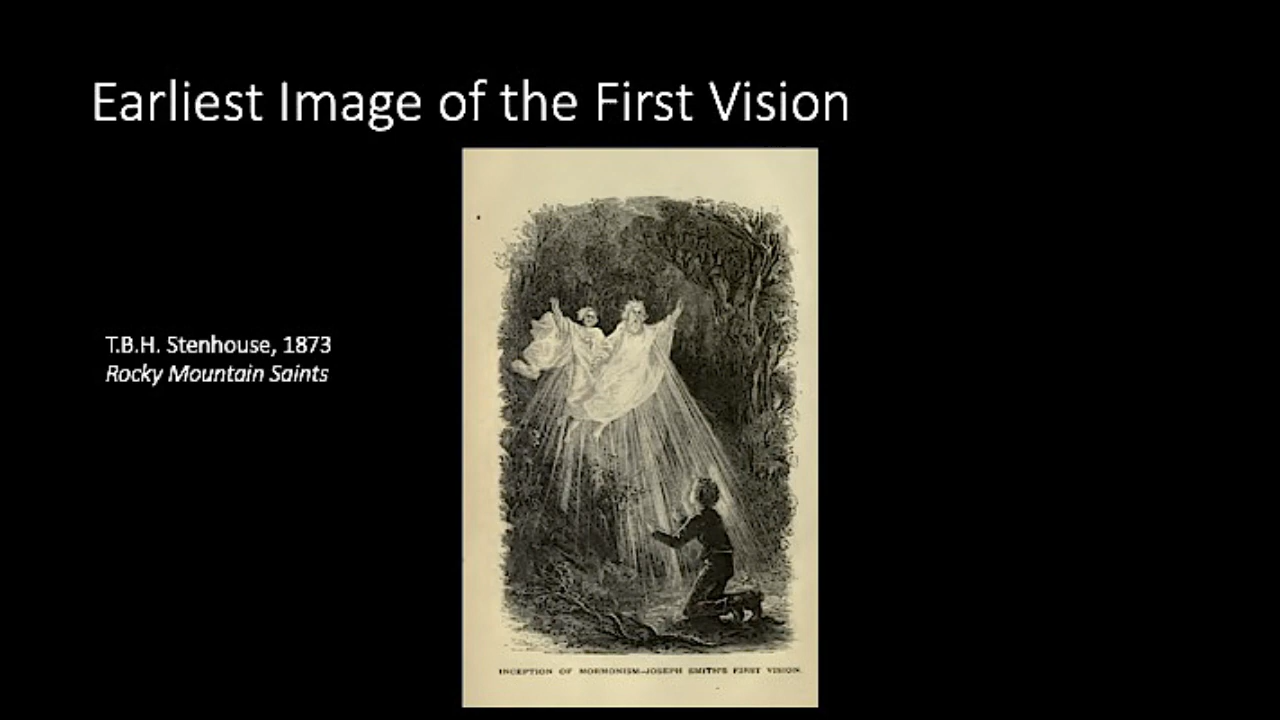 Earliest Image of the First Vision
T.B.H. Stenhouse, 1873
Rocky Mountain Saints
INCEPTION OF MORMONISM—JOSEPH SMITH'S FIRST VISION.